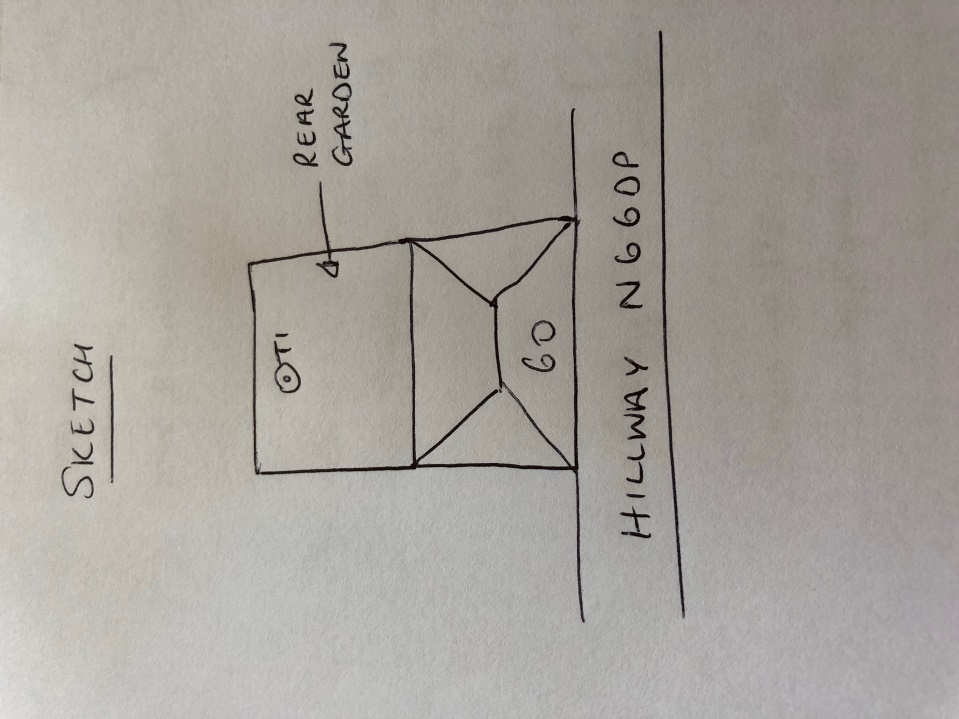 SKETCH
T1
REAR
GARDEN
60
HILLWAY N6 6DP